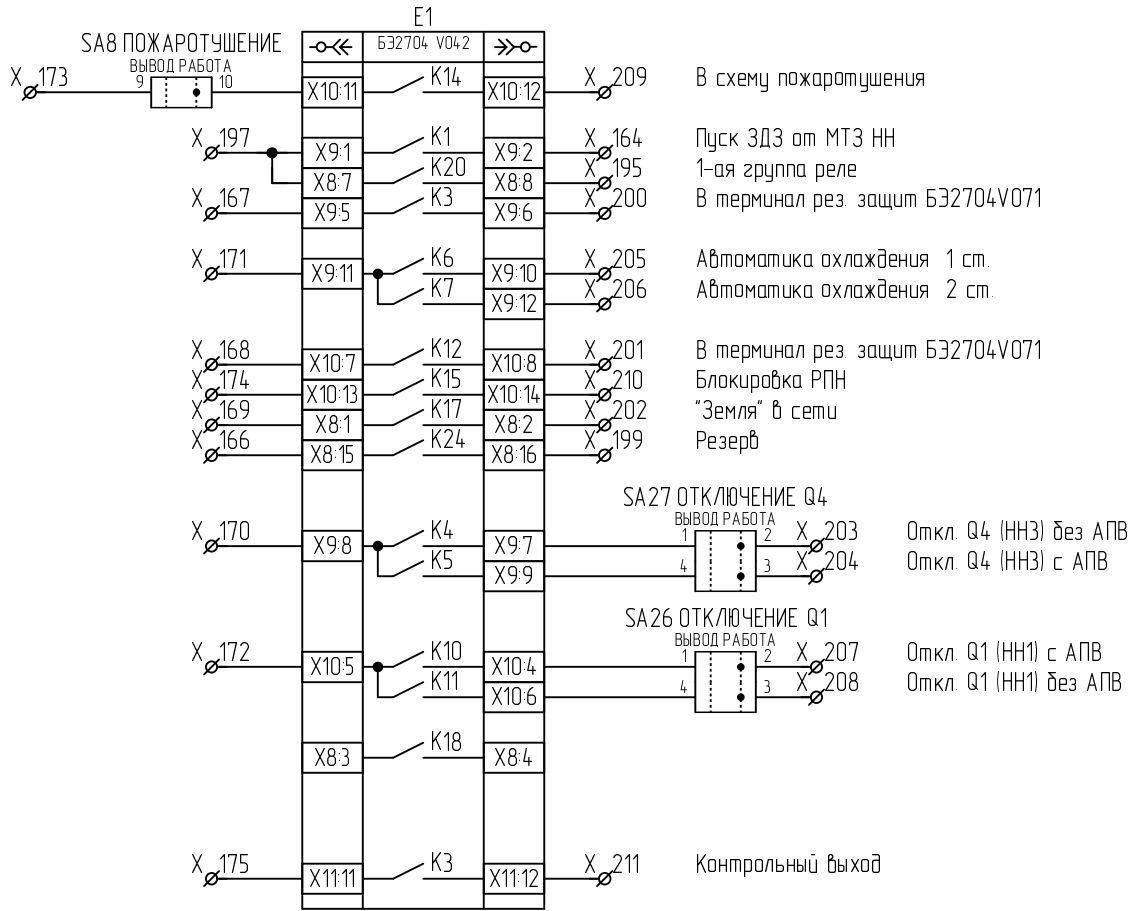 E1
SA8 ПОЖАРОТУШЕНИЕ
БЭ2704 V042
ВЫВОД РАБОТА
X 173 9 10 X10:11 K14 X10:12 X 209 В схему пожаротушения
X 197 X9:1 K1 X9:2 X 164 Пуск ЗДЗ от МТЗ НН
X8:7 K20 X8:8 X 195 1-ая группа реле
X 167 X9:5 K3 X9:6 X 200 В терминал рез. защит БЭ2704V071
X 171 X9:11 K6 X9:10 X 205 Автоматика охлаждения 1 ст.
K7 X9:12 X 206 Автоматика охлаждения 2 ст.
X 168 X10:7 K12 X10:8 X 201 В терминал рез. защит БЭ2704V071
X 174 X10:13 K15 X10:14 X 210 Блокировка РПН
X 169 X8:1 K17 X8:2 X 202 "Земля" в сети
X 166 X8:15 K24 X8:16 X 199 Резерв
SA27 ОТКЛЮЧЕНИЕ Q4
ВЫВОД РАБОТА
X 170 X9:8 K4 X9:7 1 2 X 203 Откл. Q4 (НН3) без АПВ
K5 X9:9 4 3 X 204 Откл. Q4 (НН3) с АПВ
SA26 ОТКЛЮЧЕНИЕ Q1
ВЫВОД РАБОТА
X 172 X10:5 K10 X10:4 1 2 X 207 Откл. Q1 (НН1) с АПВ
K11 X10:6 4 3 X 208 Откл. Q1 (НН1) без АПВ
X8:3 K18 X8:4
X 175 X11:11 K3 X11:12 X 211 Контрольный выход